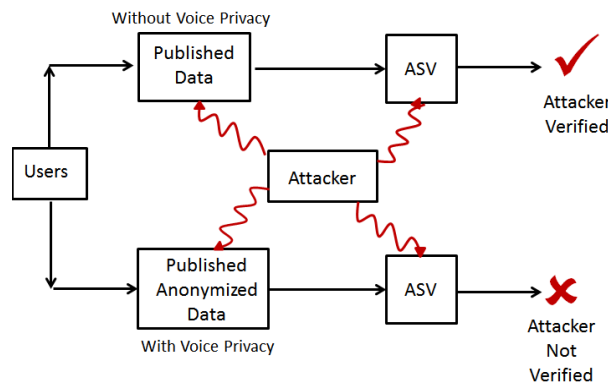 Without Voice Privacy
Published
Data
ASV
Attacker
Verified
Users
Attacker
Published
Anonymized
Data
ASV
Attacker
Not
Verified
With Voice Privacy